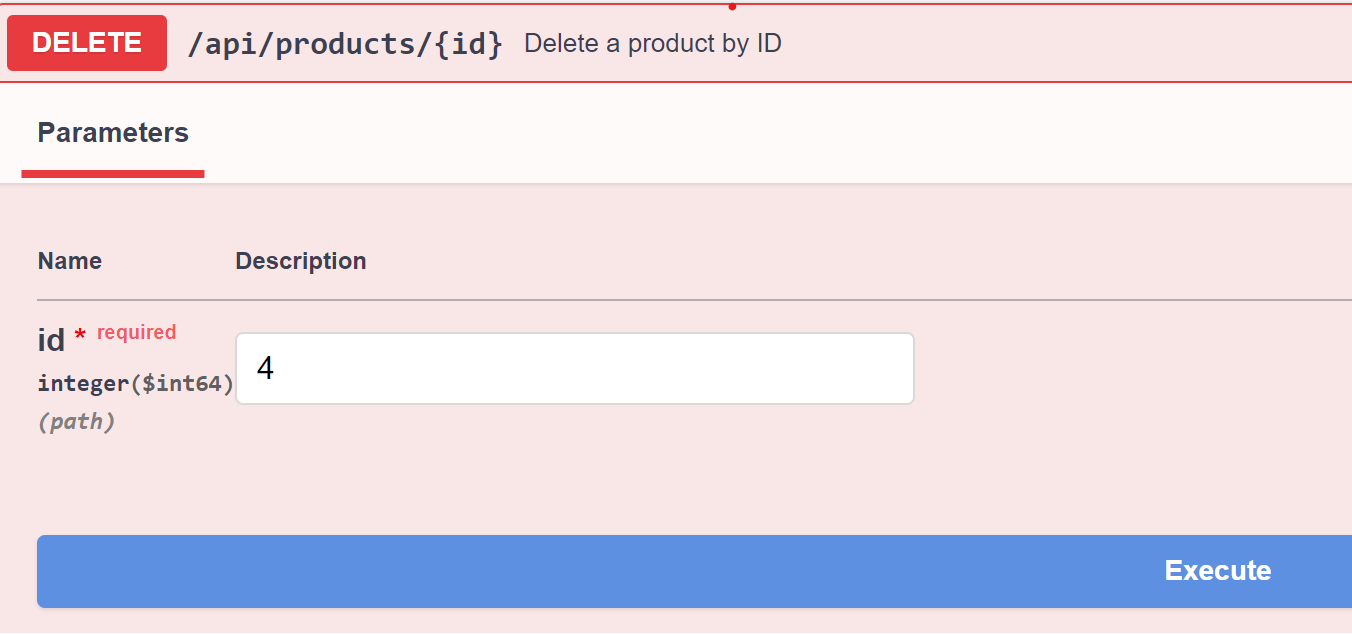 DELETE /api/products/{id} Delete a product by ID
Parameters
Name Description
id * required
integer($int64)
(path)
4
Execute